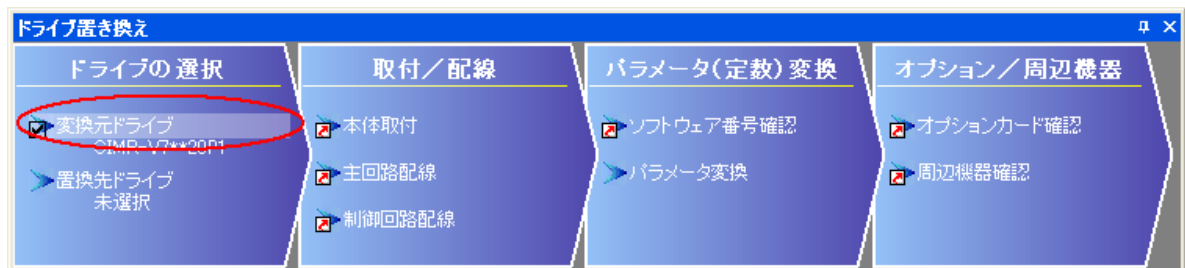 ドライブ置き換え
ドライブの選択
変換元ドライブ
CIMR-V7**20P1
置換先ドライブ
未選択
取付／配線
本体取付
主回路配線
制御回路配線
パラメータ(定数)変換
ソフトウェア番号確認
パラメータ変換
オプション／周辺機器
オプションカード確認
周辺機器確認